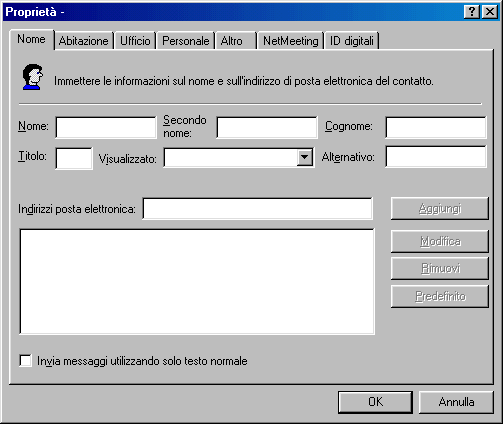 Proprietà -
Nome Abitazione Ufficio Personale Altro NetMeeting ID digitali
Immettere le informazioni sul nome e sull'indirizzo di posta elettronica del contatto.
Nome: Secondo nome: Cognome:
Titolo: Visualizzato: Alternativo:
Indirizzi posta elettronica: Aggiungi
Modifica
Rimuovi
Predefinito
Invia messaggi utilizzando solo testo normale
OK Annulla